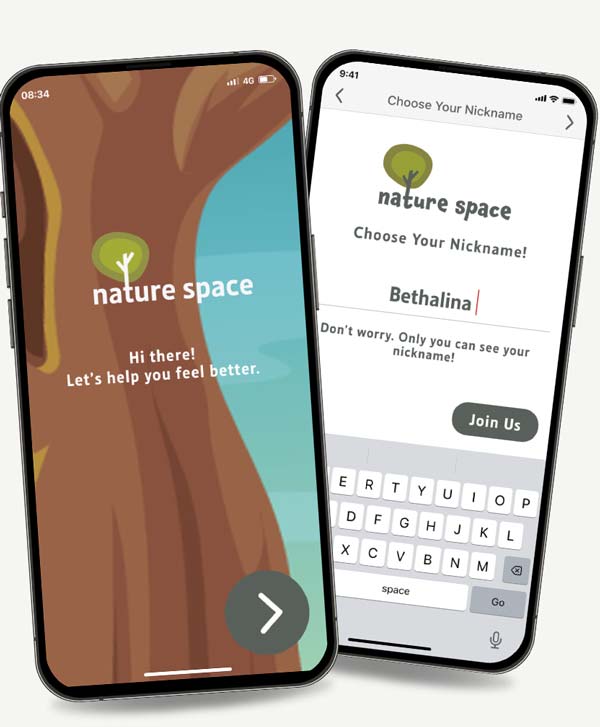 08:34
4G
nature space
Hi there!
Let's help you feel better.
9:41
Choose Your Nickname
nature space
Choose Your Nickname!
Bethalina
Don't worry. Only you can see your
nickname!
Join Us
E R T Y U I O P
D F G H J K L
X C V B N M
space
Go